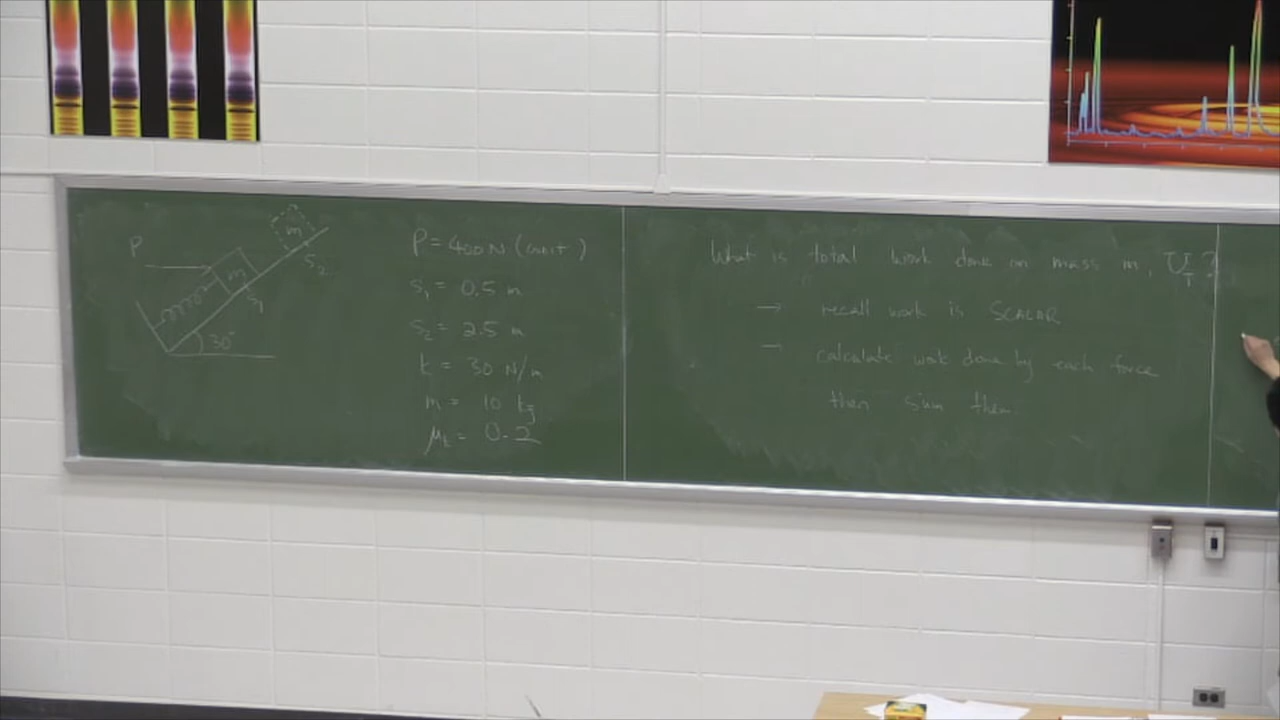 P
m
m
S₁
S₂
30°
P = 400 N (const)
s₁ = 0.5 m
s₂ = 2.5 m
k = 30 N/m
m = 10 kg
μₖ = 0.2
What is total work done on mass m, U_T?
→ recall work is SCALAR
→ calculate work done by each force
then sum them.